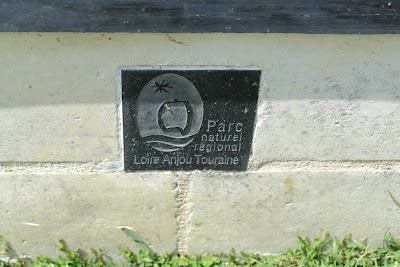 Parc
naturel
régional
Loire Anjou Touraine